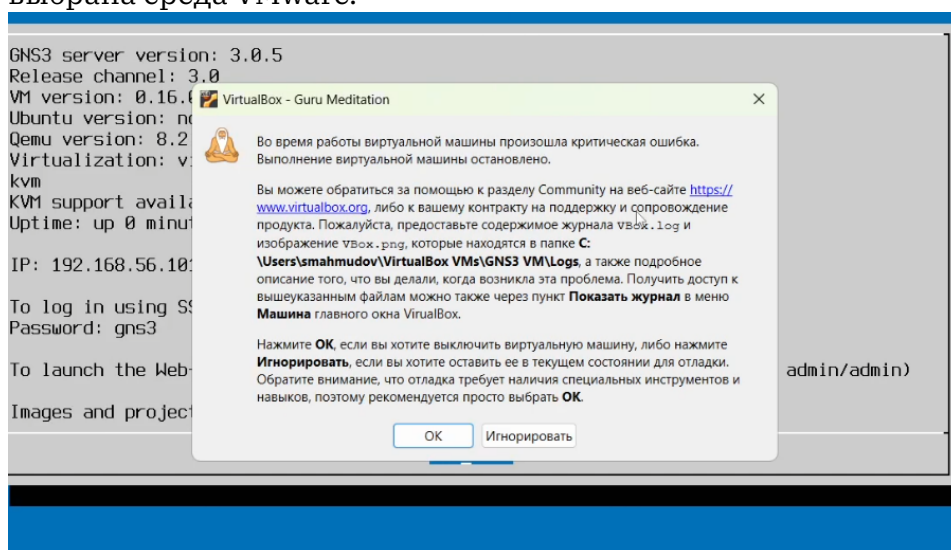 выбрана среда VMware.
GNS3 server version: 3.0.5
Release channel: 3.0
VM version: 0.16.
VirtualBox - Guru Meditation
Ubuntu version:
Qemu version: 8.2
Virtualization:
kvm
KVM support
Uptime: up 0
IP: 192.168.56.10
To log in using
Password: gns3
To launch the Web- admin/admin)
Images and
Во время работы виртуальной машины произошла критическая ошибка.
Выполнение виртуальной машины остановлено.
Вы можете обратиться за помощью к разделу Community на веб-сайте https://
www.virtualbox.org, либо к вашему контракту на поддержку и сопровождение
продукта. Пожалуйста, предоставьте содержимое журнала VBox.log и
изображение VBox.png, которые находятся в папке C:
\Users\smahmudov\VirtualBox VMs\GNS3 VM\Logs, а также подробное
описание того, что вы делали, когда возникла эта проблема. Получить доступ к
вышеуказанным файлам можно также через пункт Показать журнал в меню
Машина главного окна VirualBox.
Нажмите OK, если вы хотите выключить виртуальную машину, либо нажмите
Игнорировать, если вы хотите оставить ее в текущем состоянии для отладки.
Обратите внимание, что отладка требует наличия специальных инструментов и
навыков, поэтому рекомендуется просто выбрать OK.
OK Игнорировать